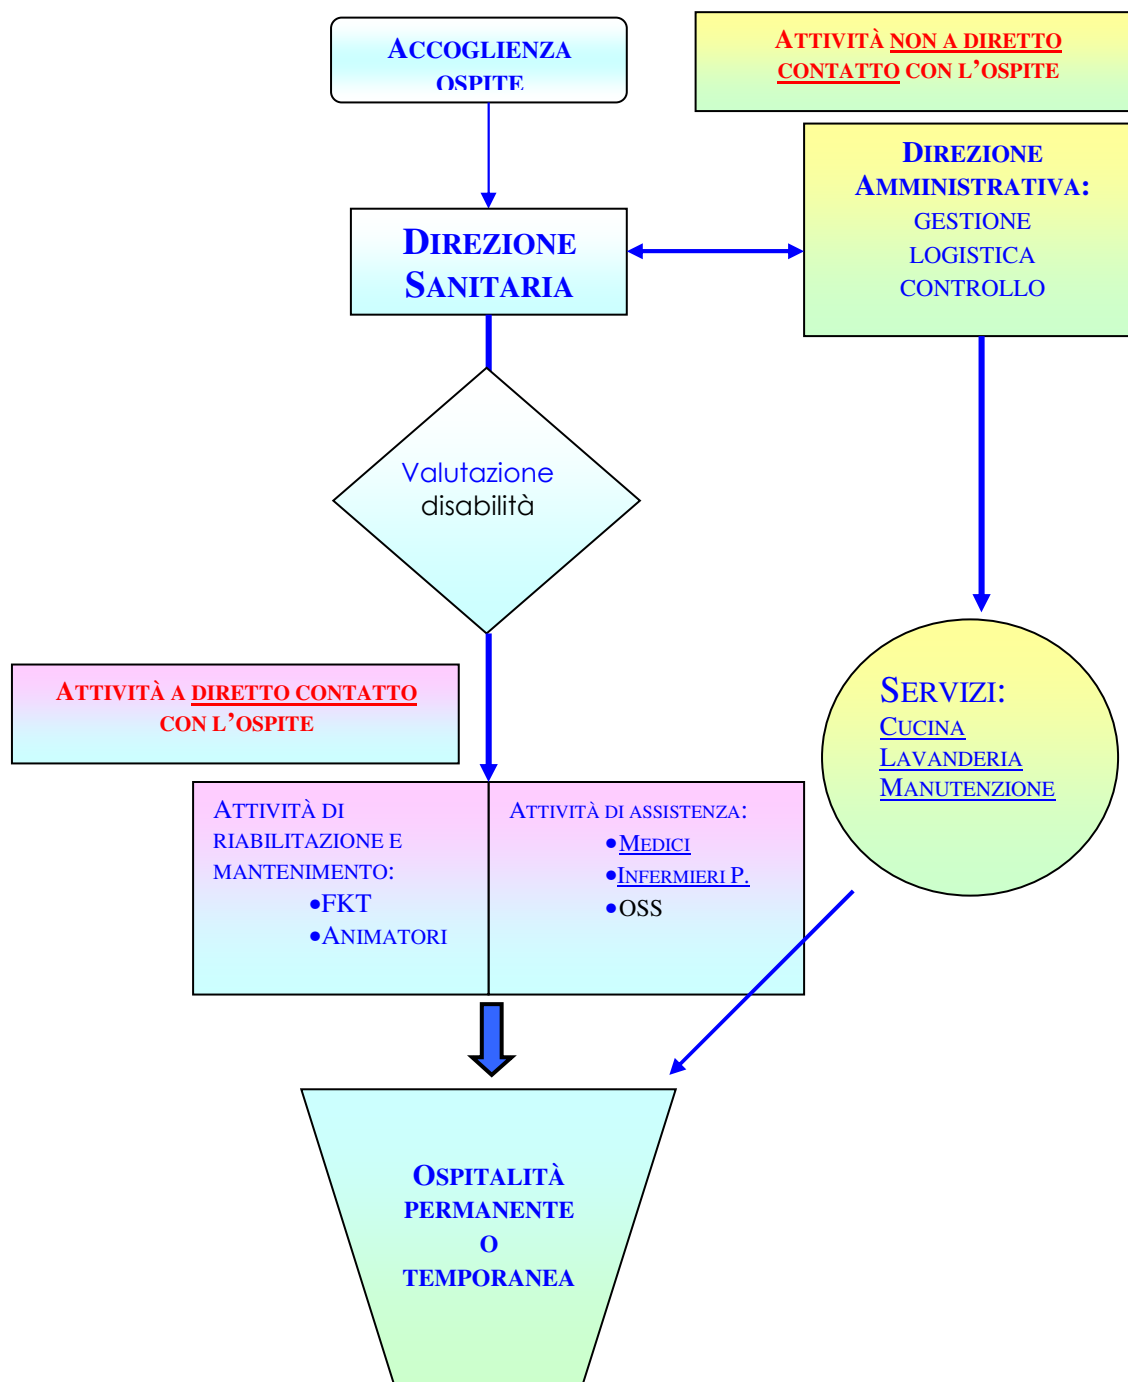 ACCOGLIENZA
OSPITE
ATTIVITÀ NON A DIRETTO
CONTATTO CON L'OSPITE
DIREZIONE
AMMINISTRATIVA:
GESTIONE
LOGISTICA
CONTROLLO
DIREZIONE
SANITARIA
Valutazione
disabilità
ATTIVITÀ A DIRETTO CONTATTO
CON L'OSPITE
SERVIZI:
CUCINA
LAVANDERIA
MANUTENZIONE
ATTIVITÀ DI
RIABILITAZIONE E
MANTENIMENTO:
•FKT
•ANIMATORI
ATTIVITÀ DI ASSISTENZA:
•MEDICI
•INFERMIERI P.
•OSS
OSPITALITÀ
PERMANENTE
O
TEMPORANEA